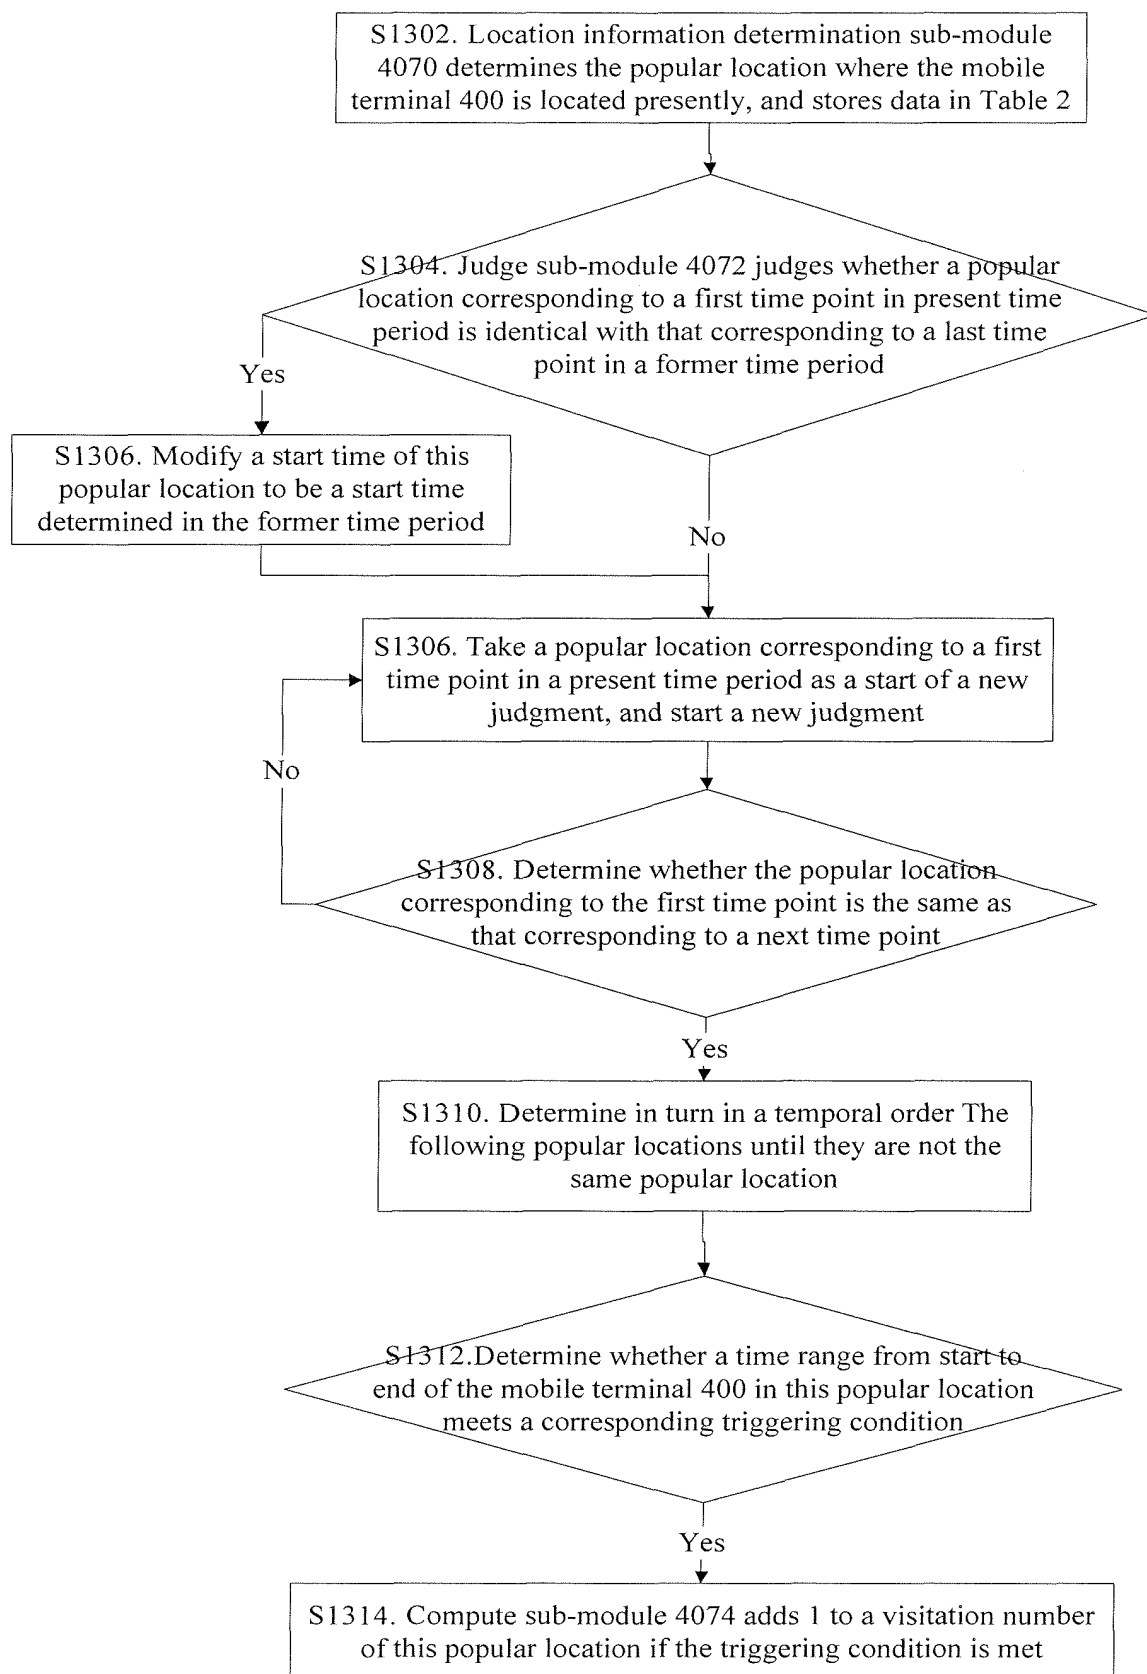 S1302. Location information determination sub-module
4070 determines the popular location where the mobile
terminal 400 is located presently, and stores data in Table 2
S1304. Judge sub-module 4072 judges whether a popular
location corresponding to a first time point in present time
period is identical with that corresponding to a last time
point in a former time period
Yes
S1306. Modify a start time of this
popular location to be a start time
determined in the former time period
No
S1306. Take a popular location corresponding to a first
time point in a present time period as a start of a new
judgment, and start a new judgment
No
S1308. Determine whether the popular location
corresponding to the first time point is the same as
that corresponding to a next time point
Yes
S1310. Determine in turn in a temporal order The
following popular locations until they are not the
same popular location
S1312.Determine whether a time range from start to
end of the mobile terminal 400 in this popular location
meets a corresponding triggering condition
Yes
S1314. Compute sub-module 4074 adds 1 to a visitation number
of this popular location if the triggering condition is met